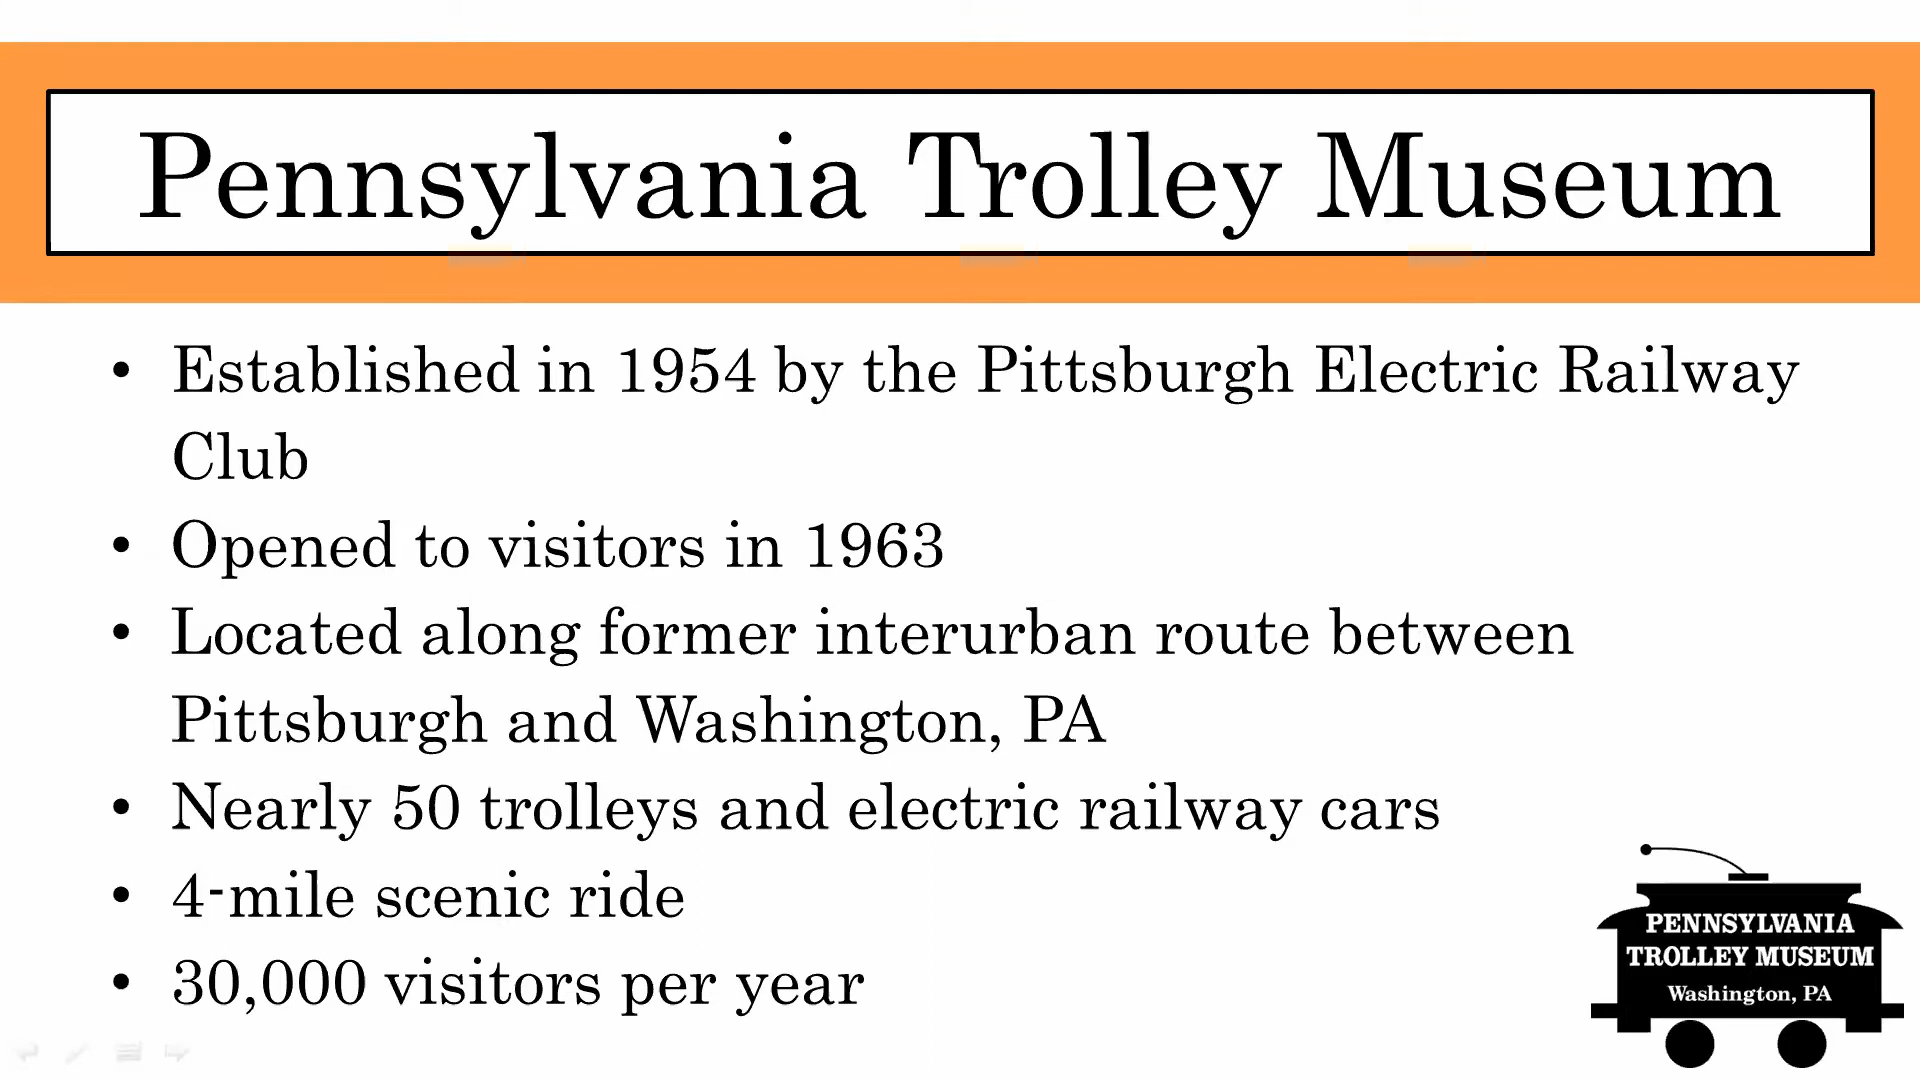 Pennsylvania Trolley Museum
• Established in 1954 by the Pittsburgh Electric Railway
Club
• Opened to visitors in 1963
• Located along former interurban route between
Pittsburgh and Washington, PA
• Nearly 50 trolleys and electric railway cars
• 4-mile scenic ride
• 30,000 visitors per year
PENNSYLVANIA
TROLLEY MUSEUM
Washington, PA